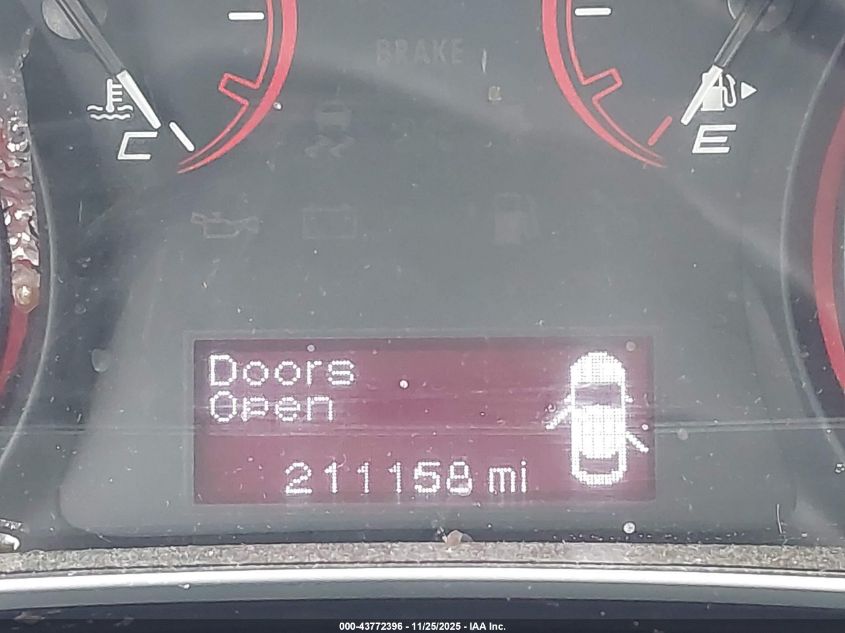 BRAKE
C
E
Doors
Open
211158 mi
000-43772396 - 11/25/2025 - IAA Inc.